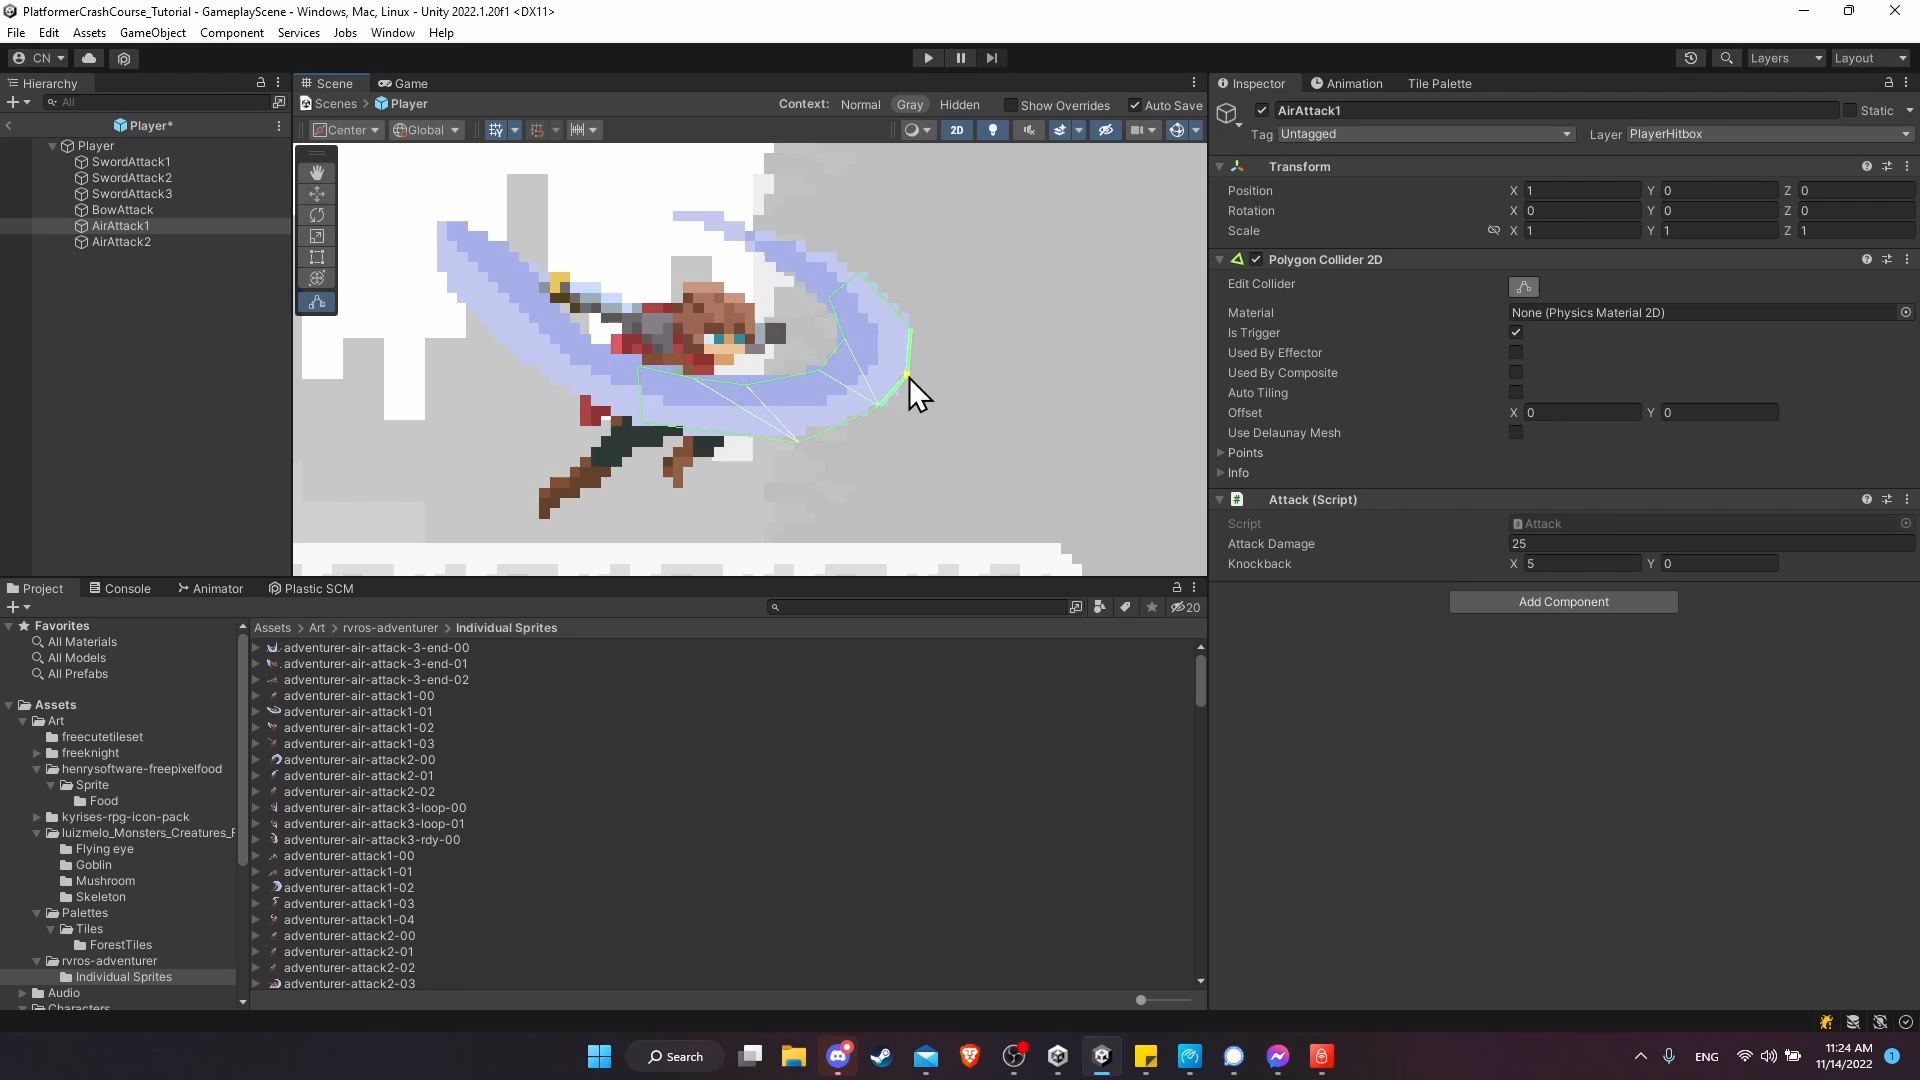 PlatformerCrashCourse_Tutorial - GameplayScene - Windows, Mac, Linux - Unity 2022.1.20f1 <DX11>
File Edit Assets GameObject Component Services Jobs Window Help
CN Layers Layout
Hierarchy
All
Player*
Player
SwordAttack1
SwordAttack2
SwordAttack3
BowAttack
AirAttack1
AirAttack2
Scene Game
Scenes > Player Context: Normal Gray Hidden Show Overrides Auto Save
Center Global 2D
Inspector Animation Tile Palette
AirAttack1 Static
Tag Untagged Layer PlayerHitbox
Transform
Position X 1 Y 0 Z 0
Rotation X 0 Y 0 Z 0
Scale X 1 Y 1 Z 1
Polygon Collider 2D
Edit Collider
Material None (Physics Material 2D)
Is Trigger
Used By Effector
Used By Composite
Auto Tiling
Offset X 0 Y 0
Use Delaunay Mesh
Points
Info
Attack (Script)
Script Attack
Attack Damage 25
Knockback X 5 Y 0
Add Component
Project Console Animator Plastic SCM
20
Favorites
All Materials
All Models
All Prefabs
Assets
Art
freecutetileset
freeknight
henrysoftware-freepixelfood
Sprite
Food
kyrises-rpg-icon-pack
luizmelo_Monsters_Creatures_F
Flying eye
Goblin
Mushroom
Skeleton
Palettes
Tiles
ForestTiles
rvros-adventurer
Individual Sprites
Audio
Characters
Assets > Art > rvros-adventurer > Individual Sprites
adventurer-air-attack-3-end-00
adventurer-air-attack-3-end-01
adventurer-air-attack-3-end-02
adventurer-air-attack1-00
adventurer-air-attack1-01
adventurer-air-attack1-02
adventurer-air-attack1-03
adventurer-air-attack2-00
adventurer-air-attack2-01
adventurer-air-attack2-02
adventurer-air-attack3-loop-00
adventurer-air-attack3-loop-01
adventurer-air-attack3-rdy-00
adventurer-attack1-00
adventurer-attack1-01
adventurer-attack1-02
adventurer-attack1-03
adventurer-attack1-04
adventurer-attack2-00
adventurer-attack2-01
adventurer-attack2-02
adventurer-attack2-03
Search
ENG
11:24 AM
11/14/2022
1